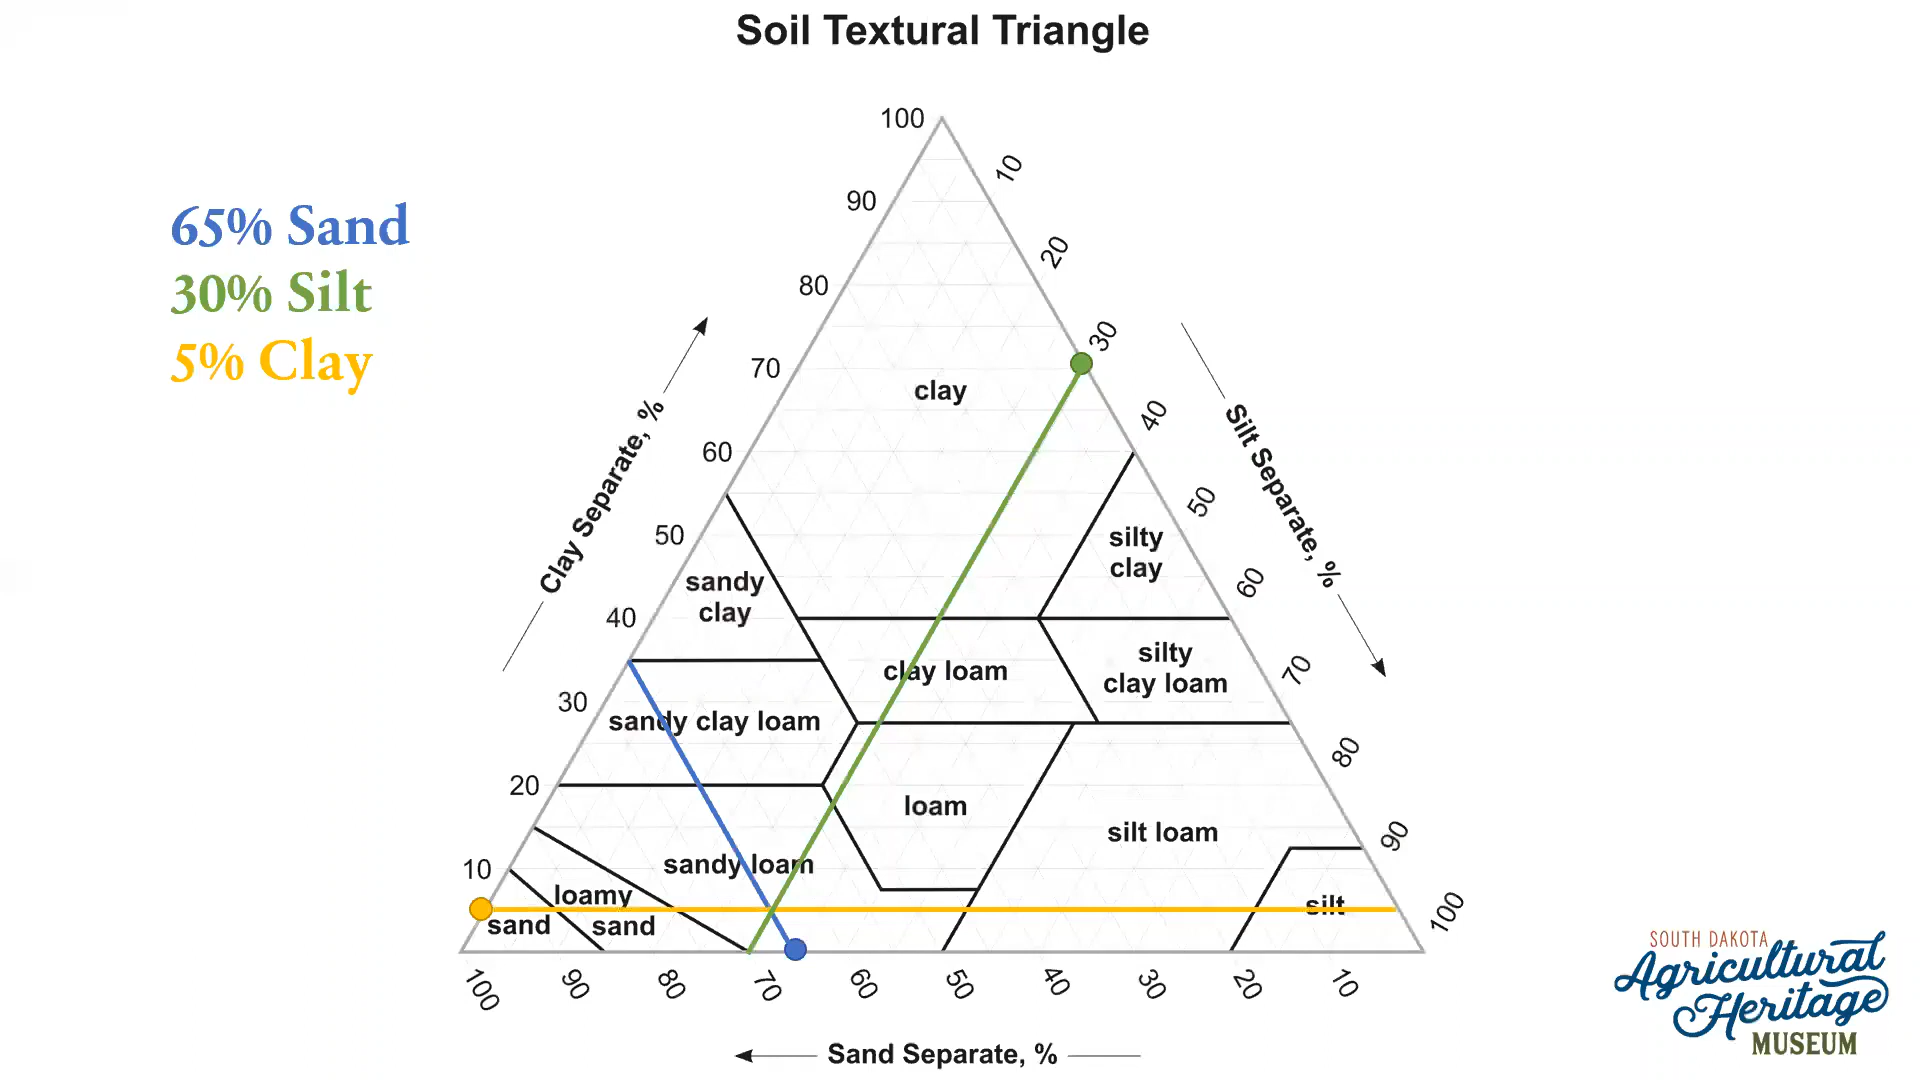 Soil Textural Triangle
65% Sand
30% Silt
5% Clay
100
90
80
70
60
50
40
30
20
10
Clay Separate, %
10
20
30
40
50
60
70
80
90
100
Silt Separate, %
clay
silty
clay
sandy
clay
clay loam
silty
clay loam
sandy clay loam
loam
silt loam
sandy loam
loamy
sand
sand
silt
100
90
80
70
60
50
40
30
20
10
Sand Separate, %
SOUTH DAKOTA
Agricultural
Heritage
MUSEUM